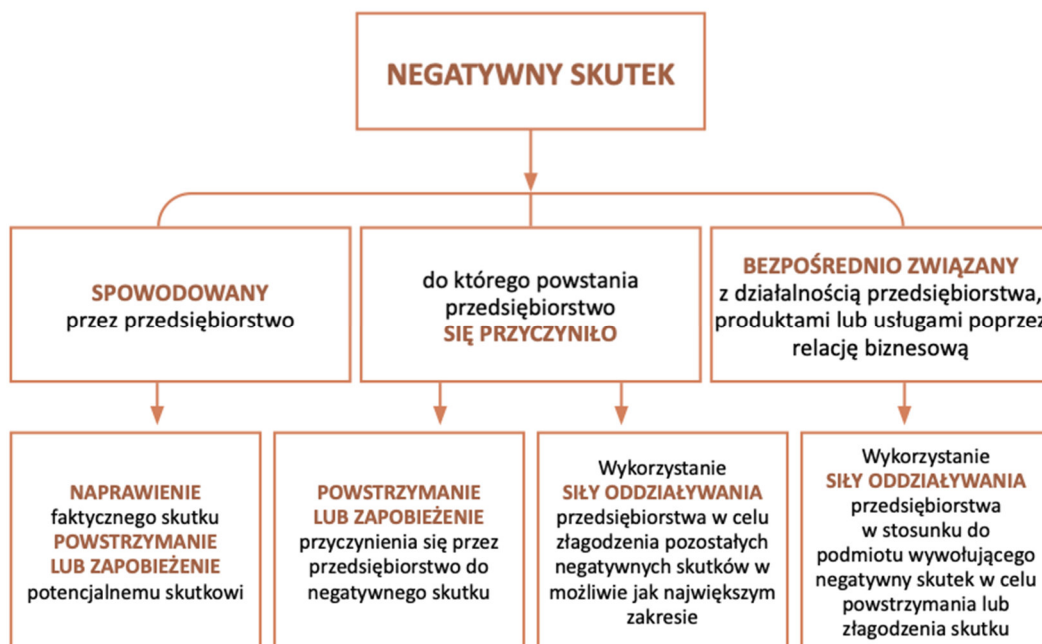 NEGATYWNY SKUTEK
SPOWODOWANY
przez przedsiębiorstwo
do którego powstania
przedsiębiorstwo
SIĘ PRZYCZYNIŁO
BEZPOŚREDNIO ZWIĄZANY
z działalnością przedsiębiorstwa,
produktami lub usługami poprzez
relację biznesową
NAPRAWIENIE
faktycznego skutku
POWSTRZYMANIE
LUB ZAPOBIEŻENIE
potencjalnemu skutkowi
POWSTRZYMANIE
LUB ZAPOBIEŻENIE
przyczynienia się przez
przedsiębiorstwo do
negatywnego skutku
Wykorzystanie
SIŁY ODDZIAŁYWANIA
przedsiębiorstwa w celu
złagodzenia pozostałych
negatywnych skutków w
możliwie jak największym
zakresie
Wykorzystanie
SIŁY ODDZIAŁYWANIA
przedsiębiorstwa
w stosunku do
podmiotu wywołującego
negatywny skutek w celu
powstrzymania lub
złagodzenia skutku